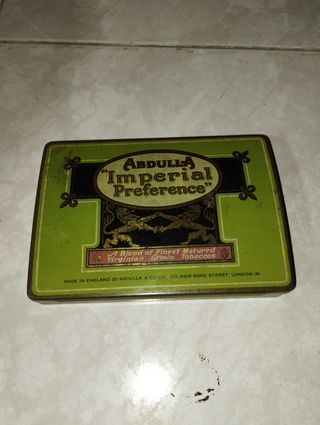 ABDULLA
"Imperial
Preference"
A Blend of Finest Matured
Virginian Grown Tobaccos
MADE IN ENGLAND BY ABDULLA & CO. LTD. 173, NEW BOND STREET, LONDON. W.